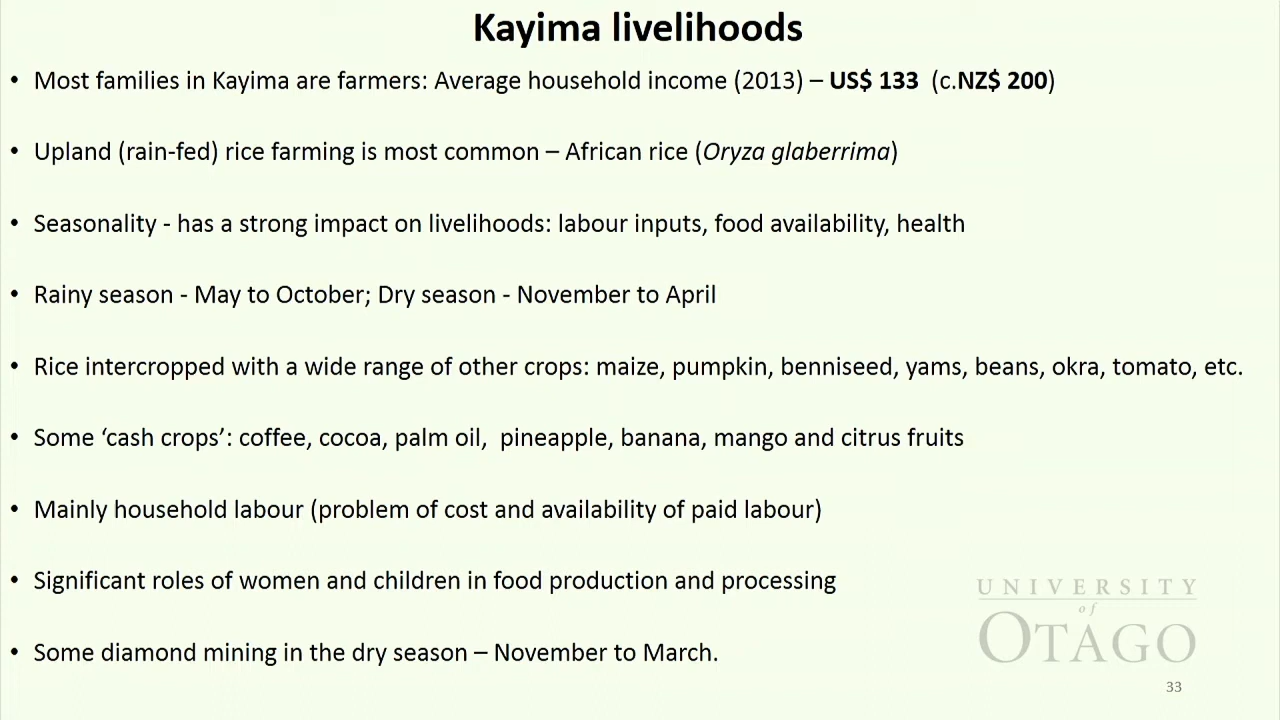 Kayima livelihoods
• Most families in Kayima are farmers: Average household income (2013) – US$ 133 (c.NZ$ 200)
• Upland (rain-fed) rice farming is most common – African rice (Oryza glaberrima)
• Seasonality - has a strong impact on livelihoods: labour inputs, food availability, health
• Rainy season - May to October; Dry season - November to April
• Rice intercropped with a wide range of other crops: maize, pumpkin, benniseed, yams, beans, okra, tomato, etc.
• Some ‘cash crops’: coffee, cocoa, palm oil,  pineapple, banana, mango and citrus fruits
• Mainly household labour (problem of cost and availability of paid labour)
• Significant roles of women and children in food production and processing
• Some diamond mining in the dry season – November to March.
UNIVERSITY
of
OTAGO
33